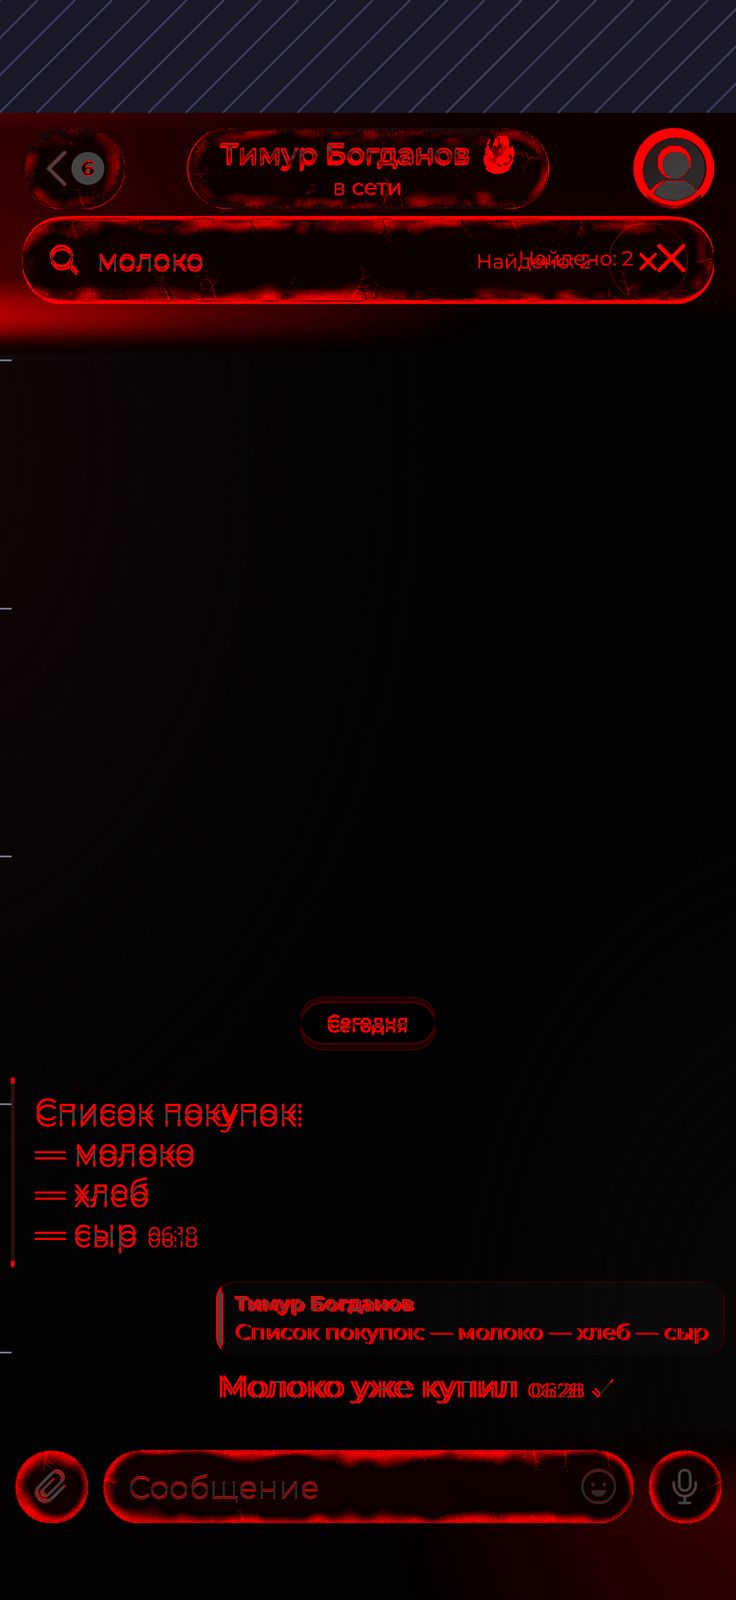 6
Тимур Богданов
в сети
молоко
Найдено: 2
Сегодня
Список покупок:
— молоко
— хлеб
— сыр 06:18
Тимур Богданов
Список покупок: — молоко — хлеб — сыр
Молоко уже купил 06:28
Сообщение